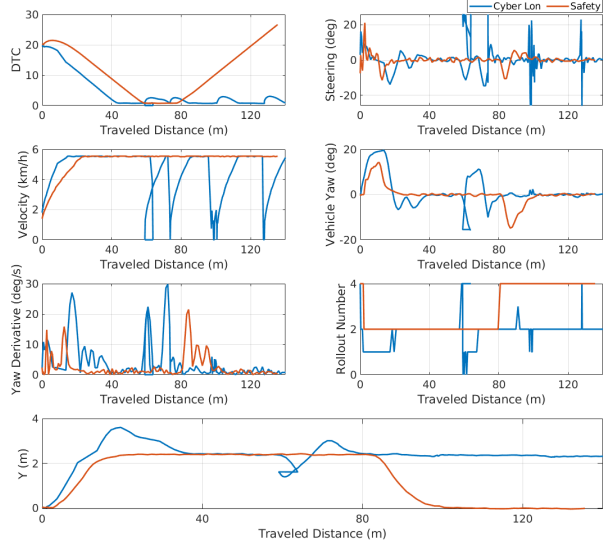 Cyber Lon Safety
30
20
10
0
DTC
0 40 80 120
Traveled Distance (m)
20
0
-20
Steering (deg)
0 40 80 120
Traveled Distance (m)
6
4
2
0
Velocity (km/h)
0 40 80 120
Traveled Distance (m)
20
0
-20
Vehicle Yaw (deg)
0 40 80 120
Traveled Distance (m)
30
20
10
0
Yaw Derivative (deg/s)
0 40 80 120
Traveled Distance (m)
4
2
0
Rollout Number
0 40 80 120
Traveled Distance (m)
4
2
0
Y (m)
0 40 80 120
Traveled Distance (m)